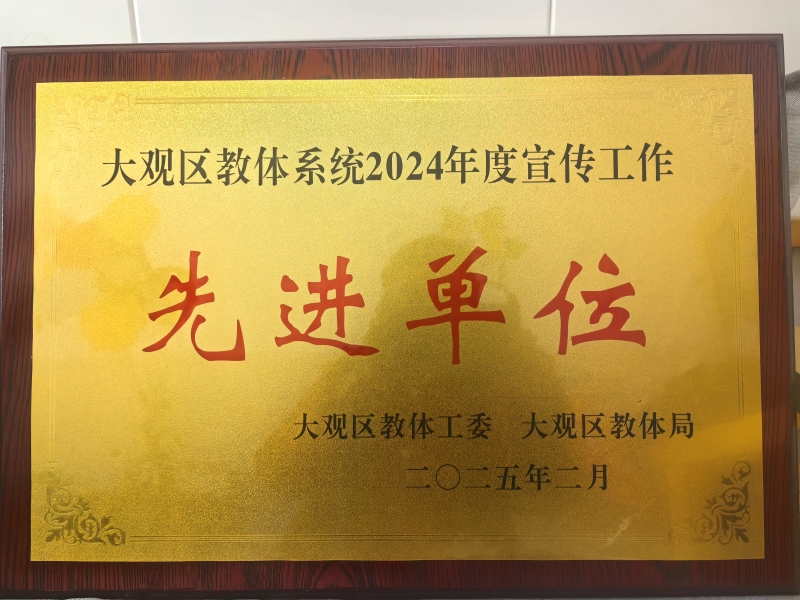 大观区教体系统2024年度宣传工作
先进单位
大观区教体工委 大观区教体局
二〇二五年二月